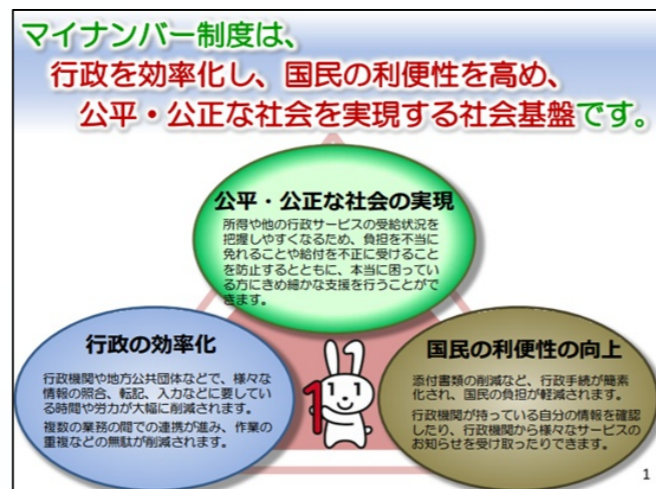 マイナンバー制度は、
行政を効率化し、国民の利便性を高め、
公平・公正な社会を実現する社会基盤です。
公平・公正な社会の実現
所得や他の行政サービスの受給状況を
把握しやすくなるため、負担を不当に
免れることや給付を不正に受けること
を防止するとともに、本当に困ってい
る方にきめ細かな支援を行うことがで
きます。
行政の効率化
行政機関や地方公共団体などで、様々な
情報の照合、転記、入力などに要してい
る時間や労力が大幅に削減されます。
複数の業務の間での連携が進み、作業の
重複などの無駄が削減されます。
国民の利便性の向上
添付書類の削減など、行政手続が簡素
化され、国民の負担が軽減されます。
行政機関が持っている自分の情報を確認
したり、行政機関から様々なサービスの
お知らせを受け取ったりできます。
1
1